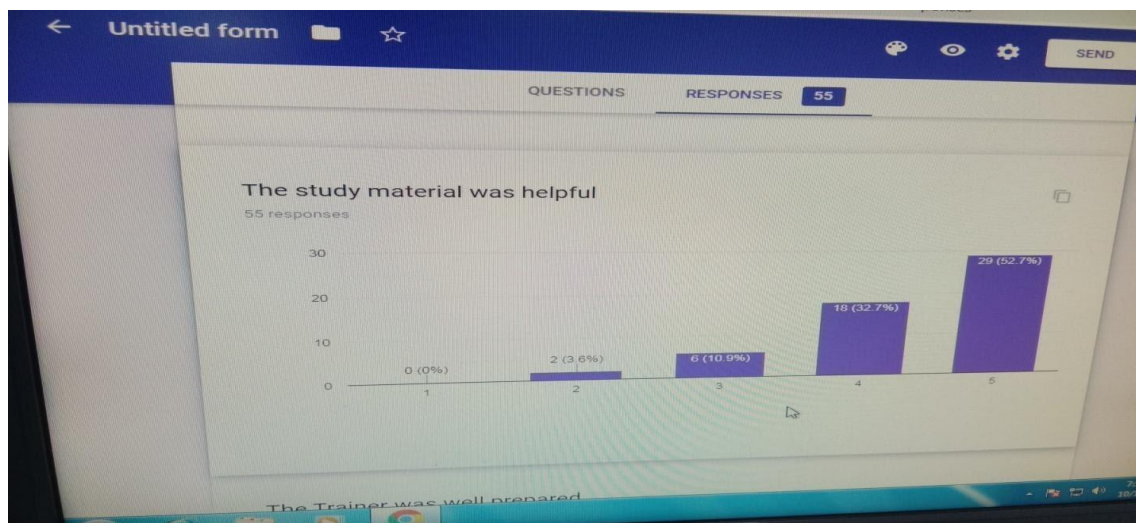 Untitled form
SEND
QUESTIONS RESPONSES 55
The study material was helpful
55 responses
30
20
10
0
0 (0%)
2 (3.6%)
6 (10.9%)
18 (32.7%)
29 (52.7%)
1 2 3 4 5
The Trainer was well prepared